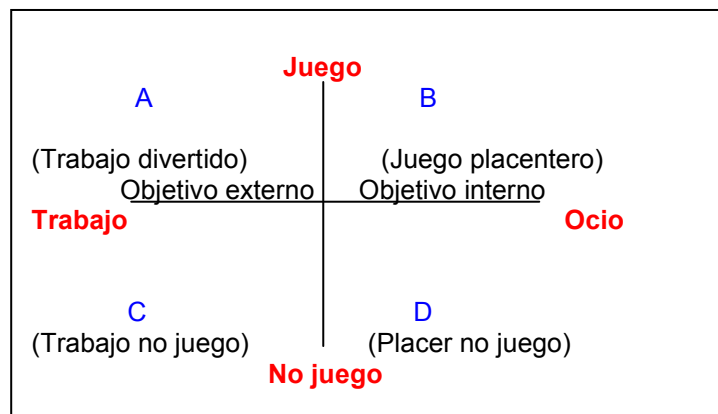 Juego
A B
(Trabajo divertido) (Juego placentero)
Objetivo externo Objetivo interno
Trabajo Ocio
C D
(Trabajo no juego) (Placer no juego)
No juego